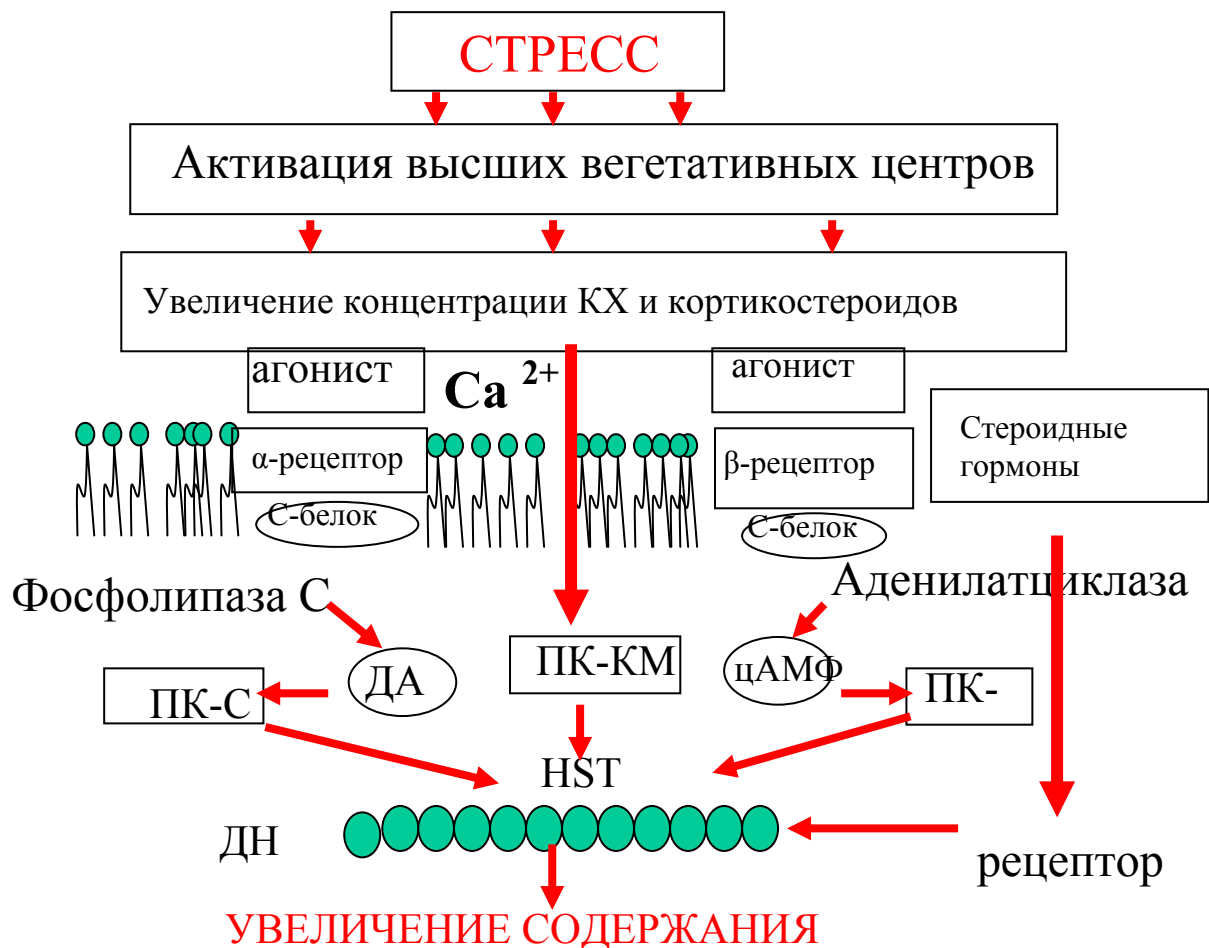 СТРЕСС
Активация высших вегетативных центров
Увеличение концентрации КХ и кортикостероидов
агонист
Ca 2+
агонист
α-рецептор
β-рецептор
Стероидные
гормоны
С-белок
С-белок
Фосфолипаза С
Аденилатциклаза
ПК-С
ДА
ПК-КМ
цАМФ
ПК-
HST
ДН
рецептор
УВЕЛИЧЕНИЕ СОДЕРЖАНИЯ